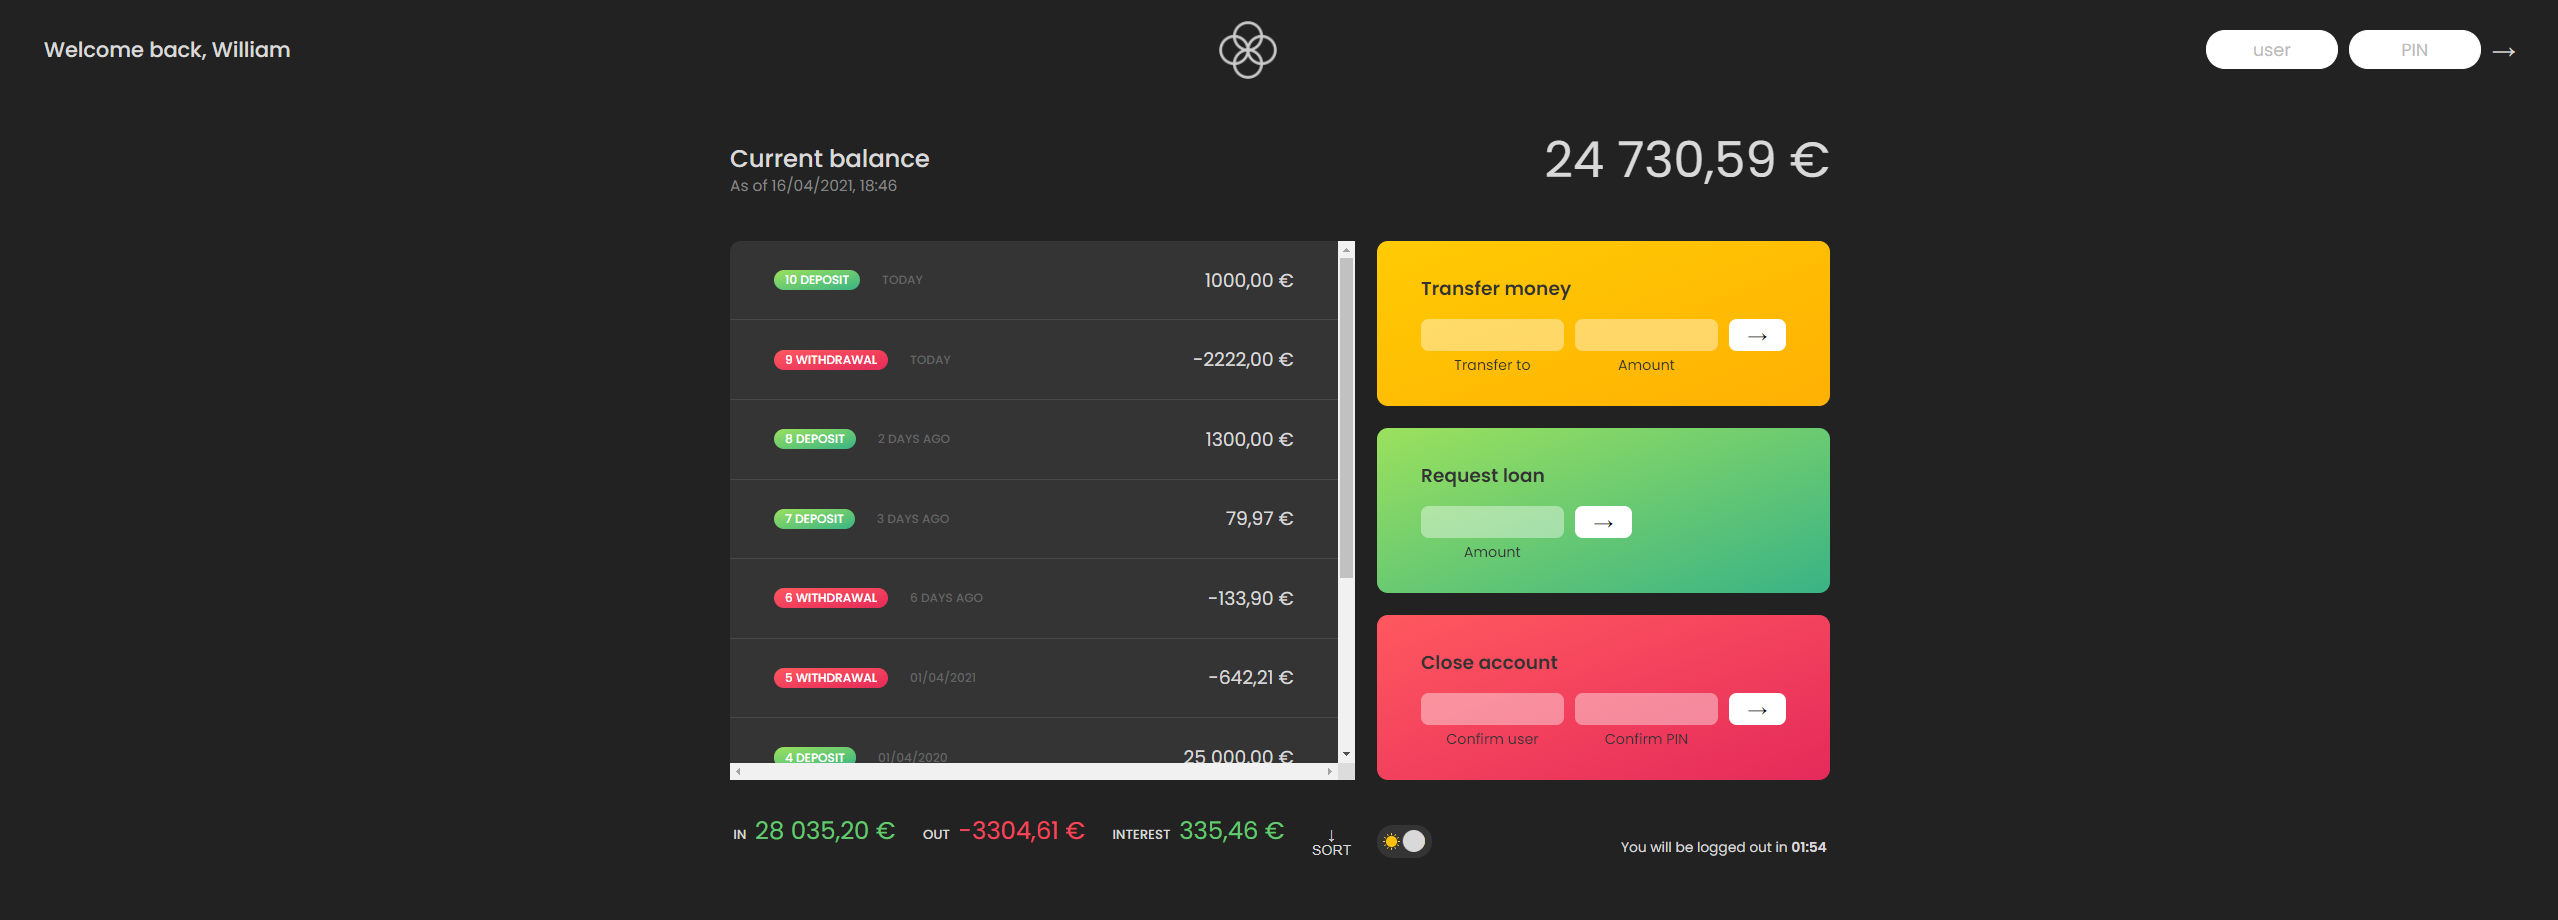 Welcome back, William
user
PIN
→
Current balance
As of 16/04/2021, 18:46
24 730,59 €
10 DEPOSIT TODAY 1000,00 €
9 WITHDRAWAL TODAY -2222,00 €
8 DEPOSIT 2 DAYS AGO 1300,00 €
7 DEPOSIT 3 DAYS AGO 79,97 €
6 WITHDRAWAL 6 DAYS AGO -133,90 €
5 WITHDRAWAL 01/04/2021 -642,21 €
4 DEPOSIT 01/04/2020 25 000,00 €
Transfer money
→
Transfer to Amount
Request loan
→
Amount
Close account
→
Confirm user Confirm PIN
IN 28 035,20 € OUT -3304,61 € INTEREST 335,46 €
↓
SORT
You will be logged out in 01:54